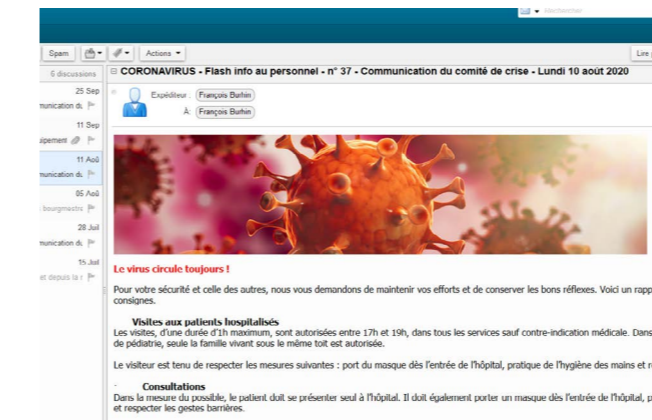 Rechercher
Spam Actions Lire
6 discussions CORONAVIRUS - Flash info au personnel - n° 37 - Communication du comité de crise - Lundi 10 août 2020
25 Sep
Expéditeur : François Burhin
À: François Burhin
11 Sep
11 Aoû
05 Aoû
bourgmestre
28 Juil
15 Juil
et depuis la r
Le virus circule toujours !
Pour votre sécurité et celle des autres, nous vous demandons de maintenir vos efforts et de conserver les bons réflexes. Voici un rapp
consignes.
Visites aux patients hospitalisés
Les visites, d'une durée d'1h maximum, sont autorisées entre 17h et 19h, dans tous les services sauf contre-indication médicale. Dans
de pédiatrie, seule la famille vivant sous le même toit est autorisée.
Le visiteur est tenu de respecter les mesures suivantes : port du masque dès l'entrée de l'hôpital, pratique de l'hygiène des mains et r
Consultations
Dans la mesure du possible, le patient doit se présenter seul à l'hôpital. Il doit également porter un masque dès l'entrée de l'hôpital, p
et respecter les gestes barrières.